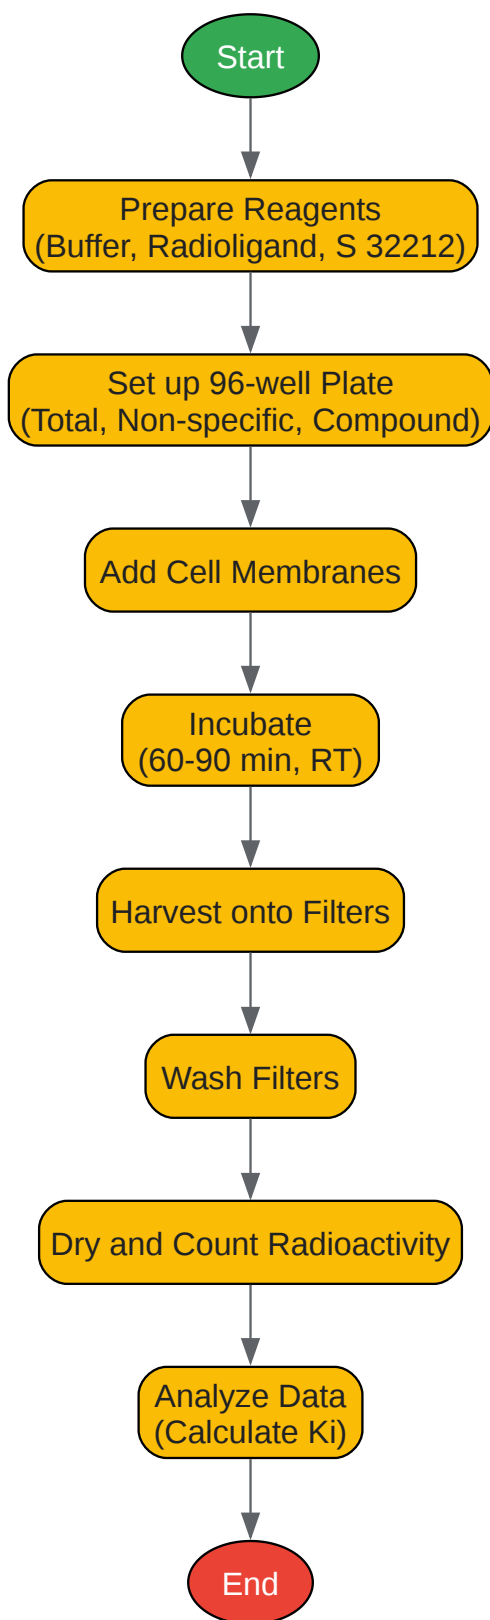 Start
Prepare Reagents
(Buffer, Radioligand, S 32212)
Set up 96-well Plate
(Total, Non-specific, Compound)
Add Cell Membranes
Incubate
(60-90 min, RT)
Harvest onto Filters
Wash Filters
Dry and Count Radioactivity
Analyze Data
(Calculate Ki)
End